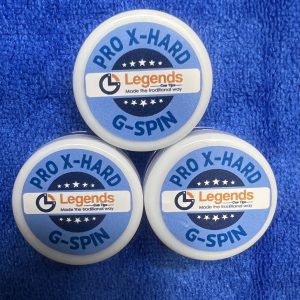 PRO X-HARD
Legends
Cue Tips
Made the traditional way
G-SPIN
PRO X-HARD
Legends
Cue Tips
Made the traditional way
G-SPIN
PRO X-HARD
Legends
Cue Tips
Made the traditional way
G-SPIN